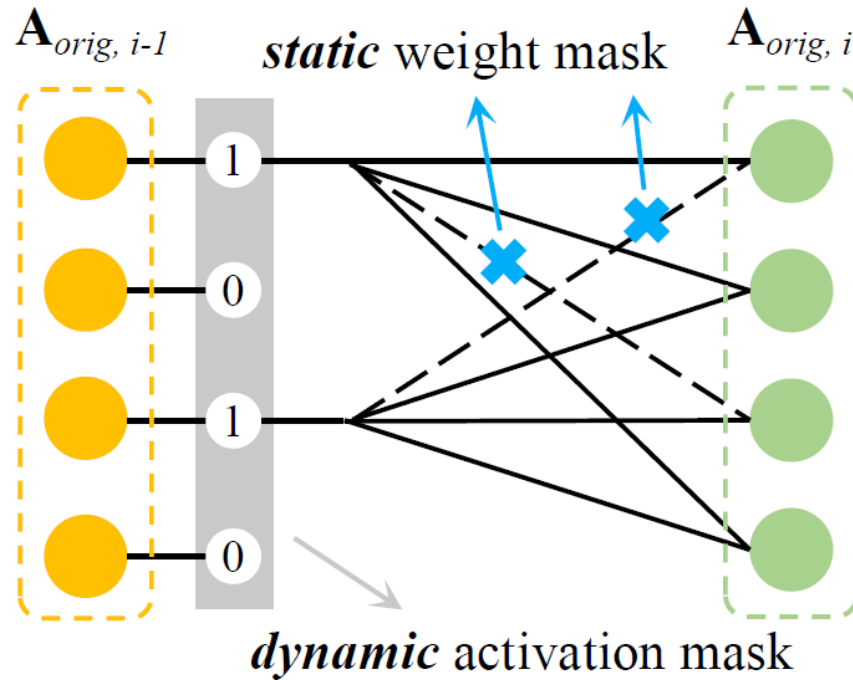 A_orig, i-1
A_orig, i
static weight mask
1
0
1
0
dynamic activation mask